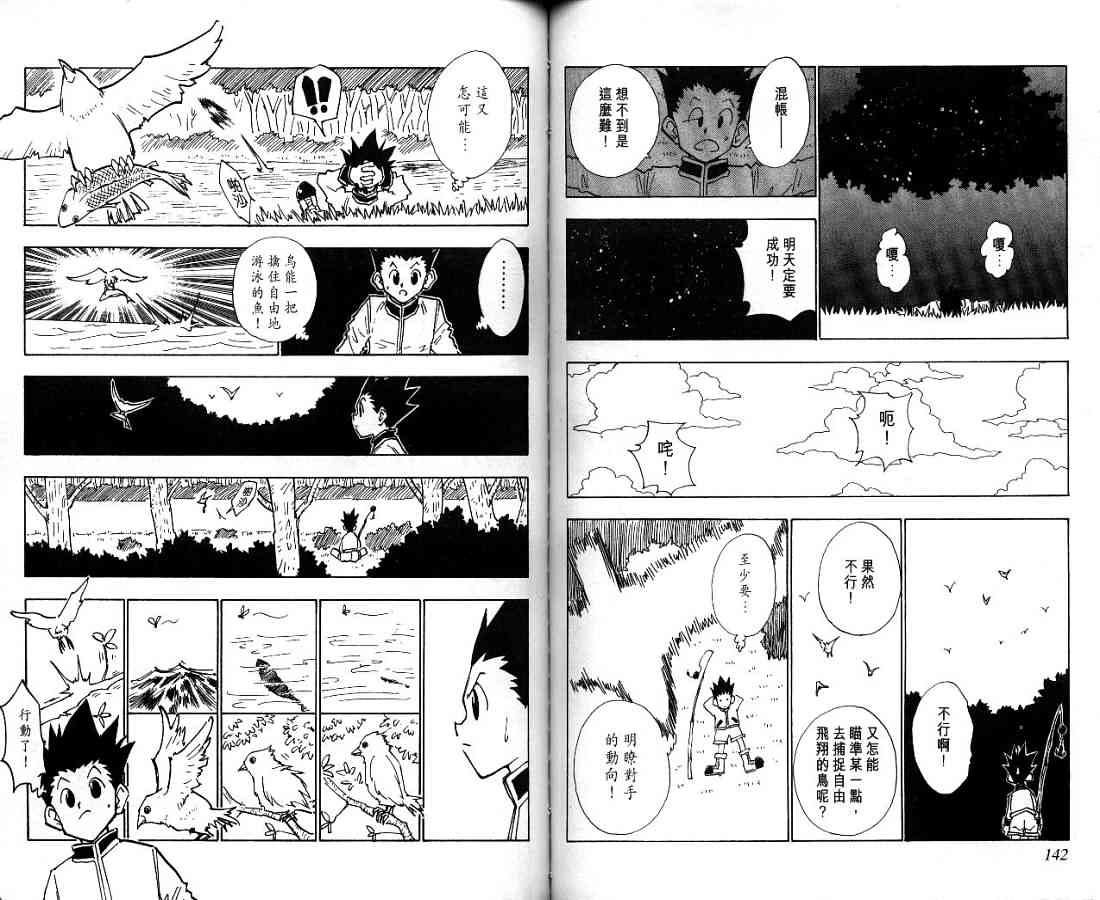 嗄…
嗄…
混帳──
想不到是
這麼難！
明天定要
成功！
呃！
咤！
不行啊！
果然
不行！
又怎能
瞄準某一點，
去捕捉自由
飛翔的鳥呢？
至少要…
明瞭對手
的動向！
142
這又
怎可能…
!!
啪沙
………
鳥能一把
擒住自由地
游泳的魚！
啪沙
行動了！